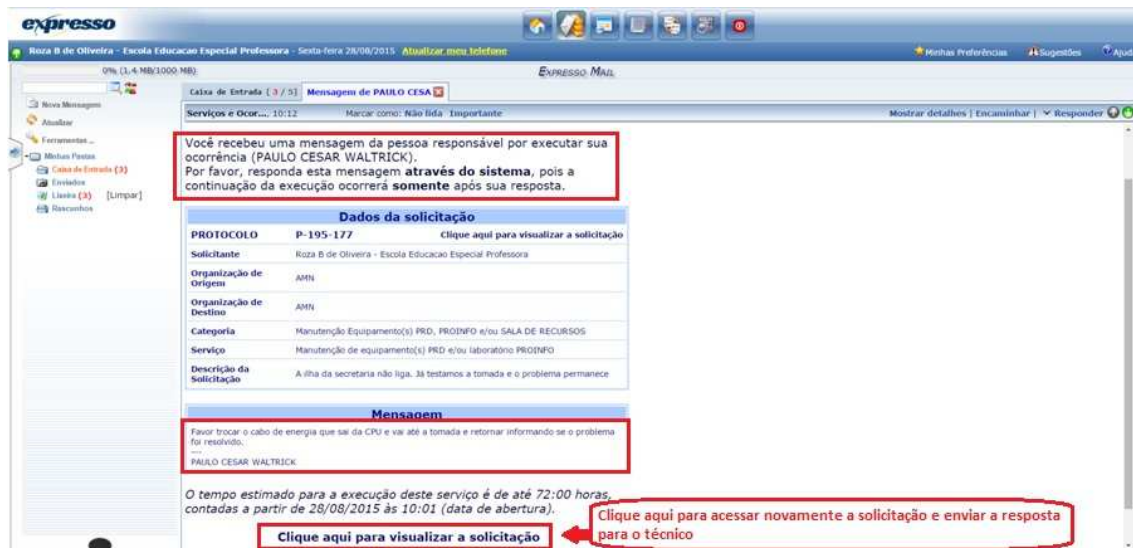 expresso
Roza B de Oliveira - Escola Educacao Especial Professora - Sexta-feira 28/08/2015 Atualizar meu telefone
Minhas Preferências Sugestões Ajuda
0% (1.4 MB/1000 MB)
EXPRESSO MAIL
Caixa de Entrada [ 3 / 5] Mensagem de PAULO CESA
Nova Mensagem
Atualizar
Ferramentas ...
Minhas Pastas
Caixa de Entrada (3)
Enviados
Lixeira (3) [Limpar]
Rascunhos
Serviços e Ocor..., 10:12 Marcar como: Não lida Importante Mostrar detalhes | Encaminhar | Responder
Você recebeu uma mensagem da pessoa responsável por executar sua
ocorrência (PAULO CESAR WALTRICK).
Por favor, responda esta mensagem através do sistema, pois a
continuação da execução ocorrerá somente após sua resposta.
Dados da solicitação
PROTOCOLO P-195-177 Clique aqui para visualizar a solicitação
Solicitante Roza B de Oliveira - Escola Educacao Especial Professora
Organização de
Origem AMN
Organização de
Destino AMN
Categoria Manutenção Equipamento(s) PRD, PROINFO e/ou SALA DE RECURSOS
Serviço Manutenção de equipamento(s) PRD e/ou laboratório PROINFO
Descrição da
Solicitação A ilha da secretaria não liga. Já testamos a tomada e o problema permanece
Mensagem
Favor trocar o cabo de energia que sai da CPU e vai até a tomada e retornar informando se o problema
foi resolvido.
----
PAULO CESAR WALTRICK
O tempo estimado para a execução deste serviço é de até 72:00 horas,
contadas a partir de 28/08/2015 às 10:01 (data de abertura).
Clique aqui para visualizar a solicitação
Clique aqui para acessar novamente a solicitação e enviar a resposta
para o técnico